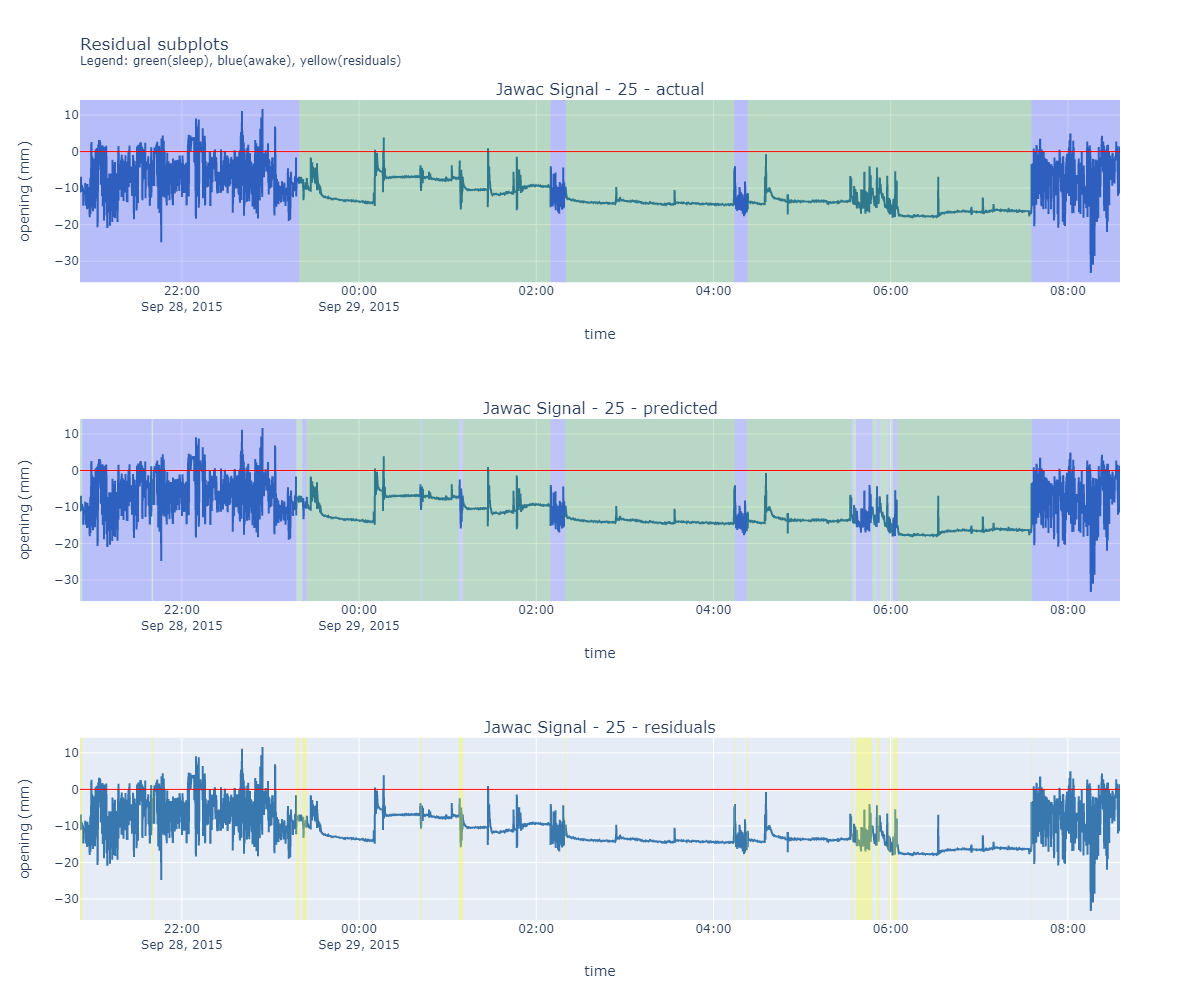 Residual subplots
Legend: green(sleep), blue(awake), yellow(residuals)
Jawac Signal - 25 - actual
opening (mm)
10
0
−10
−20
−30
22:00 00:00 02:00 04:00 06:00 08:00
Sep 28, 2015 Sep 29, 2015
time
Jawac Signal - 25 - predicted
opening (mm)
10
0
−10
−20
−30
22:00 00:00 02:00 04:00 06:00 08:00
Sep 28, 2015 Sep 29, 2015
time
Jawac Signal - 25 - residuals
opening (mm)
10
0
−10
−20
−30
22:00 00:00 02:00 04:00 06:00 08:00
Sep 28, 2015 Sep 29, 2015
time